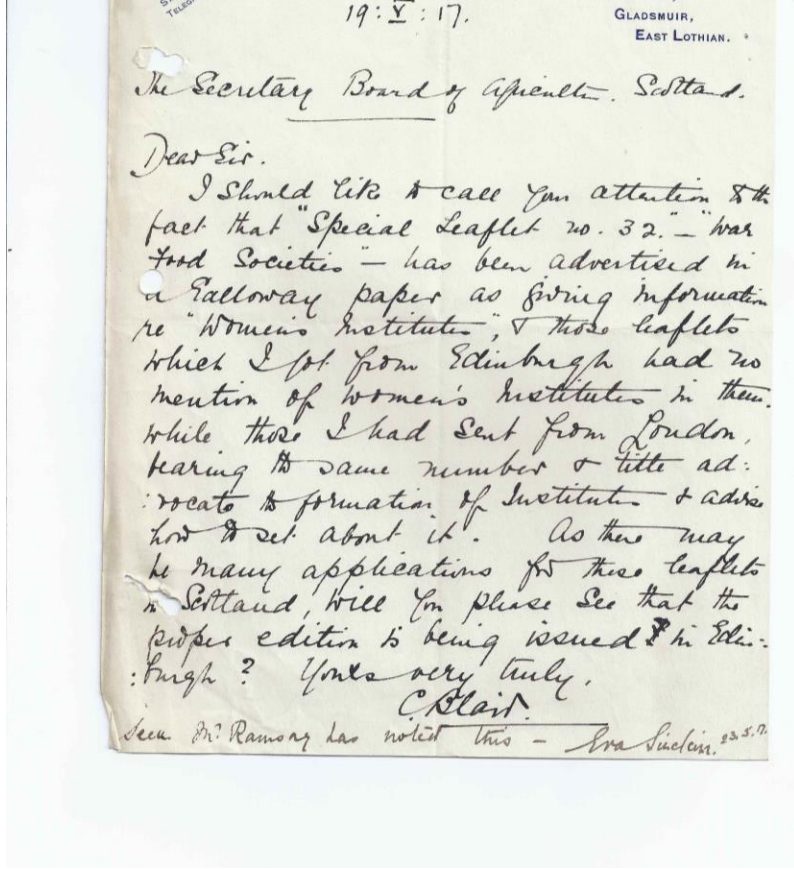 GLADSMUIR,
EAST LOTHIAN.
19 : V : 17.
The Secretary Board of Agricultr. Scotland.
Dear Sir.
I should like to call your attention to the
fact that "Special Leaflet no. 32." – "War
Food Societies" – has been advertised in
a Galloway paper as giving information
re "Women's Institutes", & those leaflets
which I got from Edinburgh had no
mention of Women's Institutes in them.
while those I had sent from London,
bearing the same number & title ad:
:vocate the formation of Institutes & advise
how to set about it. As there may
be many applications for these leaflets
in Scotland, will you please see that the
proper edition is being issued in Edin-:
:burgh? Yours very truly,
C. Blair.
Seen Mr. Ramsay has noted this – Eva Sinclair. 23.5.17.